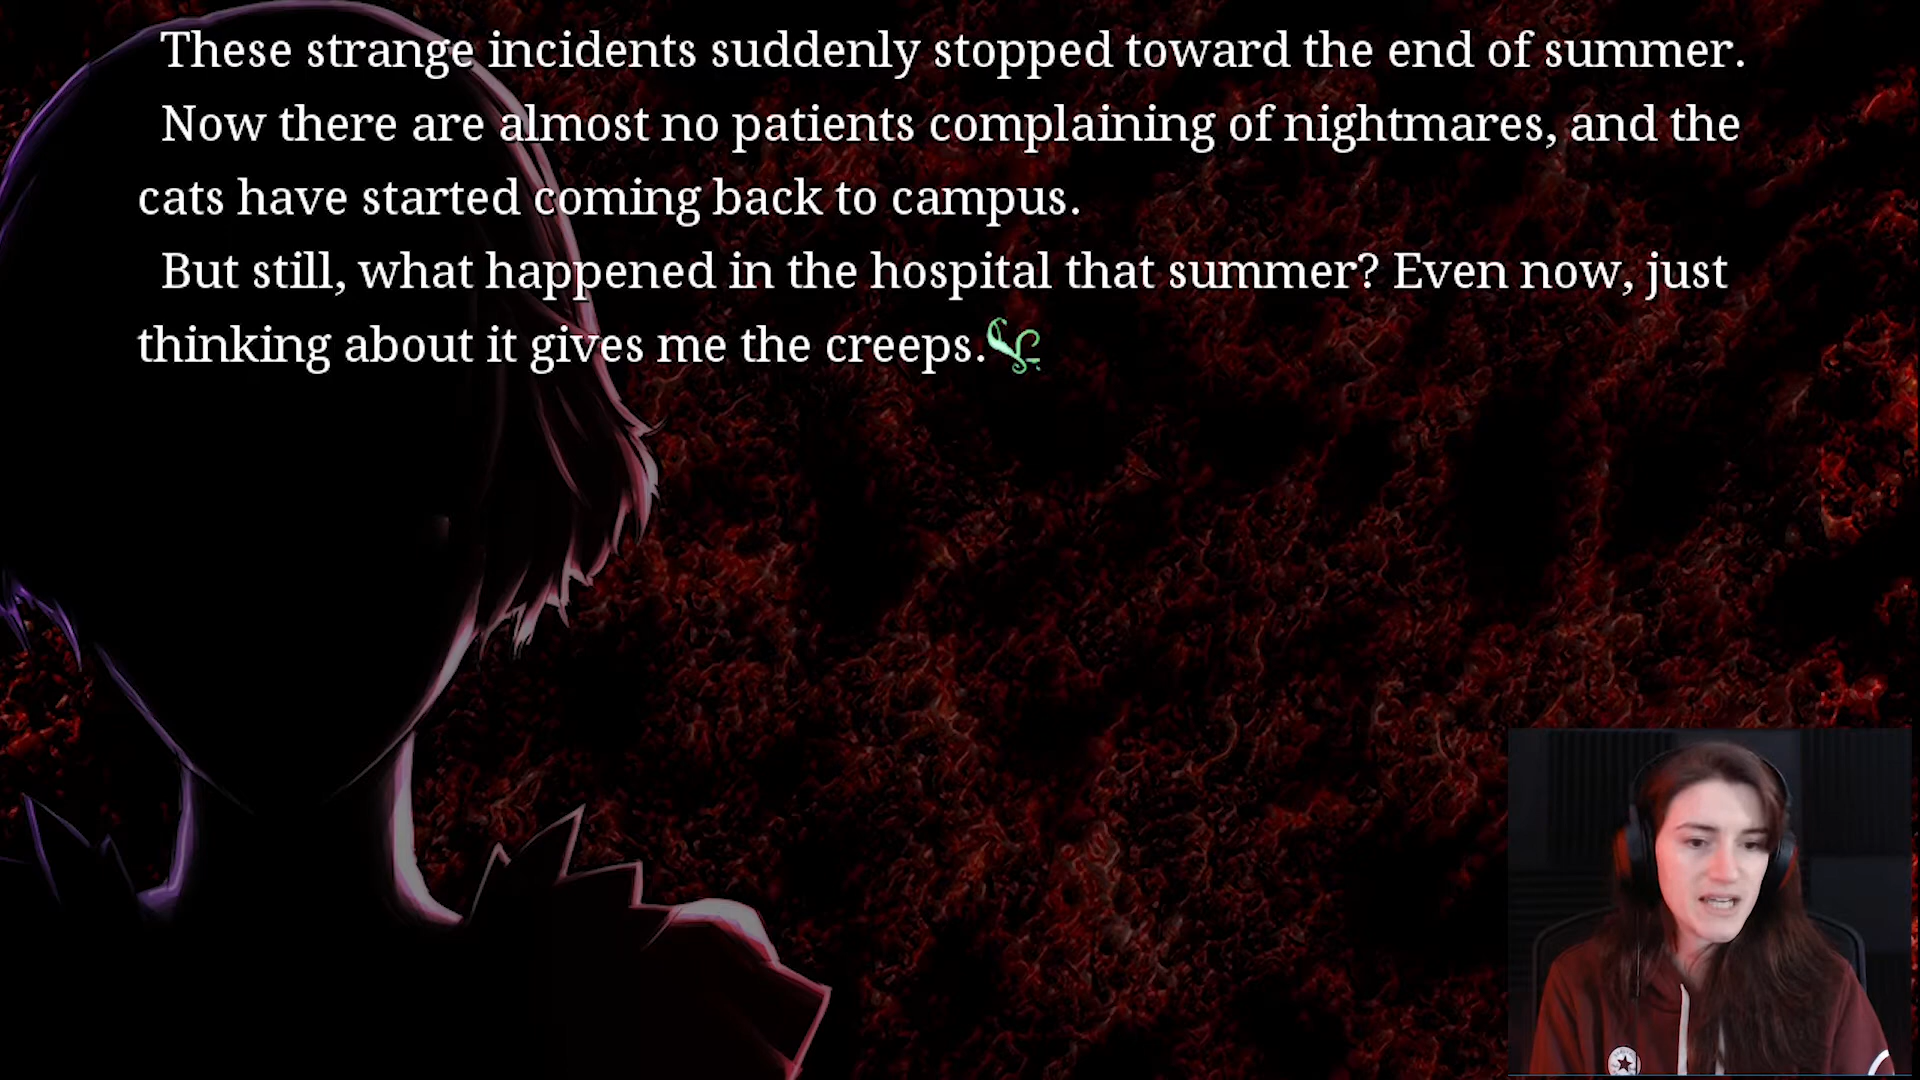 These strange incidents suddenly stopped toward the end of summer.
Now there are almost no patients complaining of nightmares, and the
cats have started coming back to campus.
But still, what happened in the hospital that summer? Even now, just
thinking about it gives me the creeps.